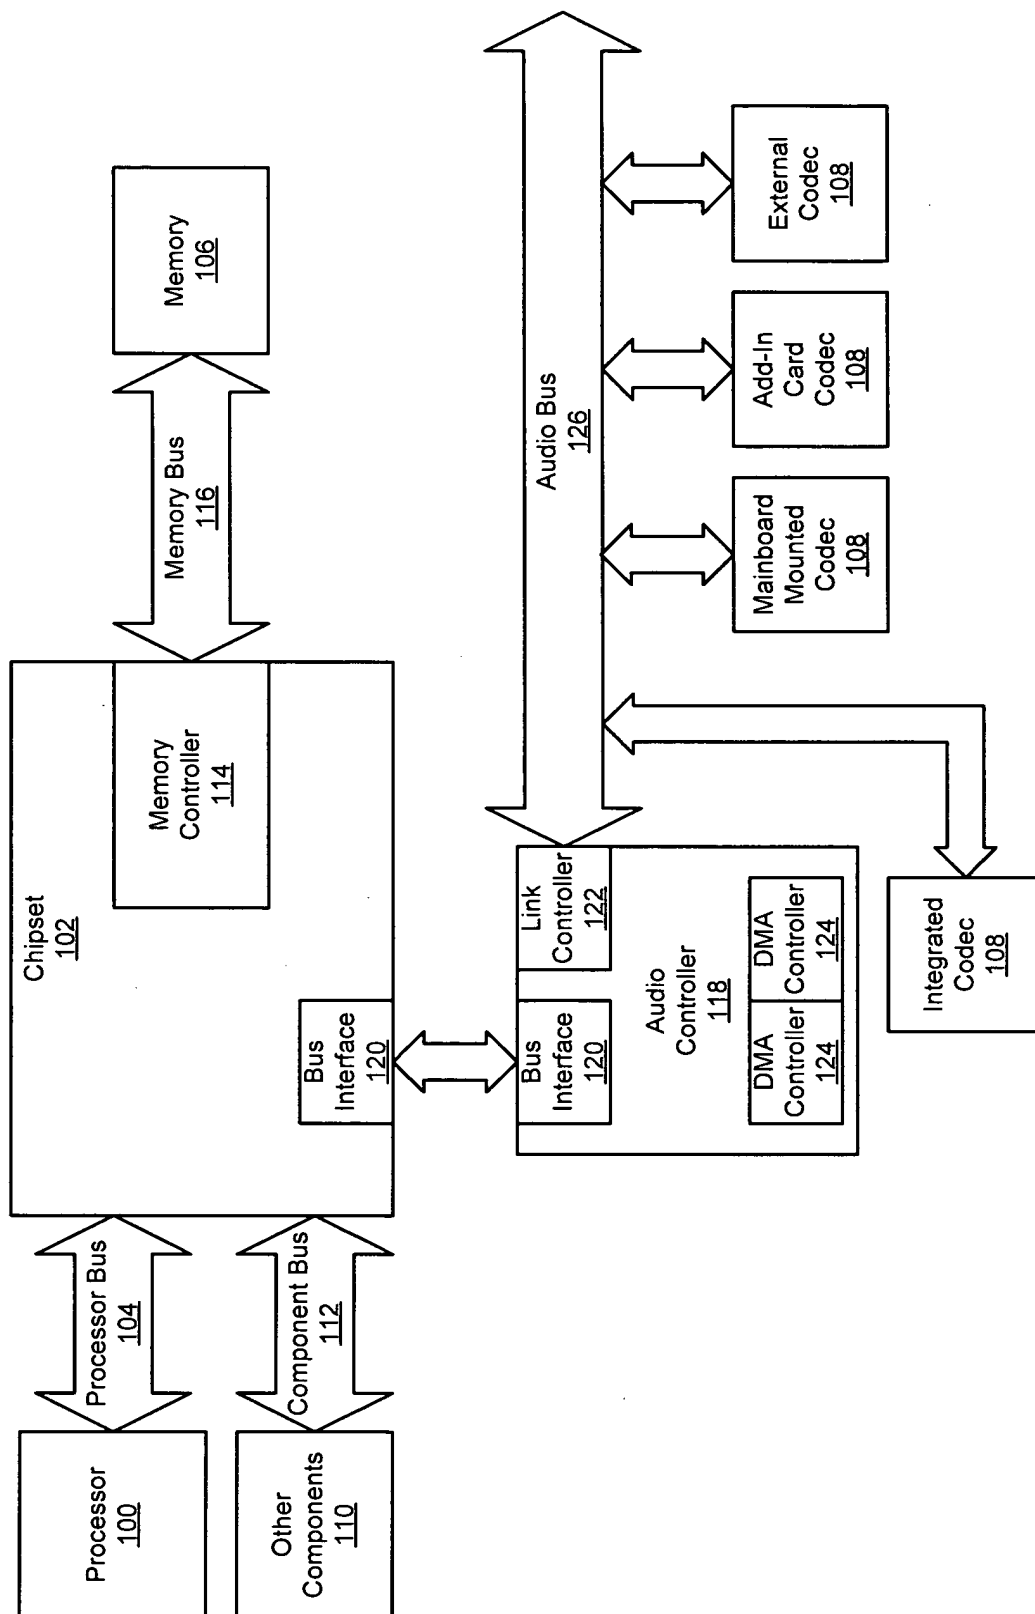 Processor
100
Processor Bus
104
Chipset
102
Memory
Controller
114
Memory Bus
116
Memory
106
Other
Components
110
Component Bus
112
Bus
Interface
120
Bus
Interface
120
Link
Controller
122
Audio
Controller
118
DMA
Controller
124
DMA
Controller
124
Audio Bus
126
Integrated
Codec
108
Mainboard
Mounted
Codec
108
Add-In
Card
Codec
108
External
Codec
108